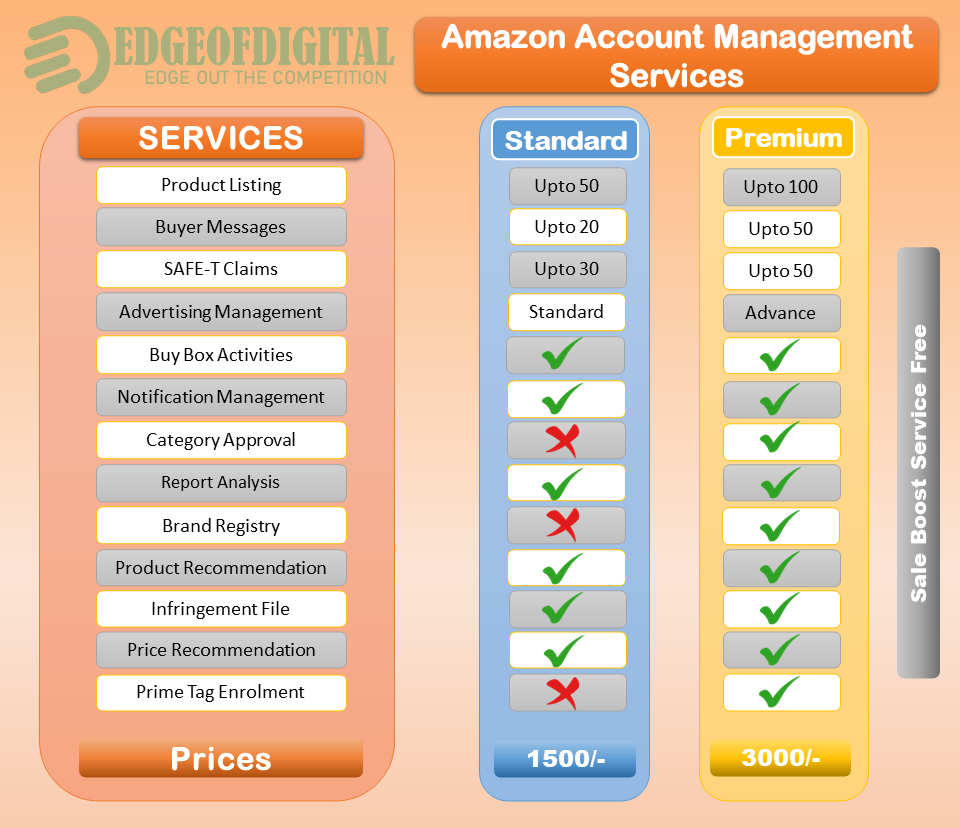 EDGEOFDIGITAL
EDGE OUT THE COMPETITION
Amazon Account Management
Services
SERVICES
Standard
Premium
Product Listing
Upto 50
Upto 100
Buyer Messages
Upto 20
Upto 50
SAFE-T Claims
Upto 30
Upto 50
Advertising Management
Standard
Advance
Buy Box Activities
Notification Management
Category Approval
Report Analysis
Brand Registry
Product Recommendation
Infringement File
Price Recommendation
Prime Tag Enrolment
Prices
1500/-
3000/-
Sale Boost Service Free